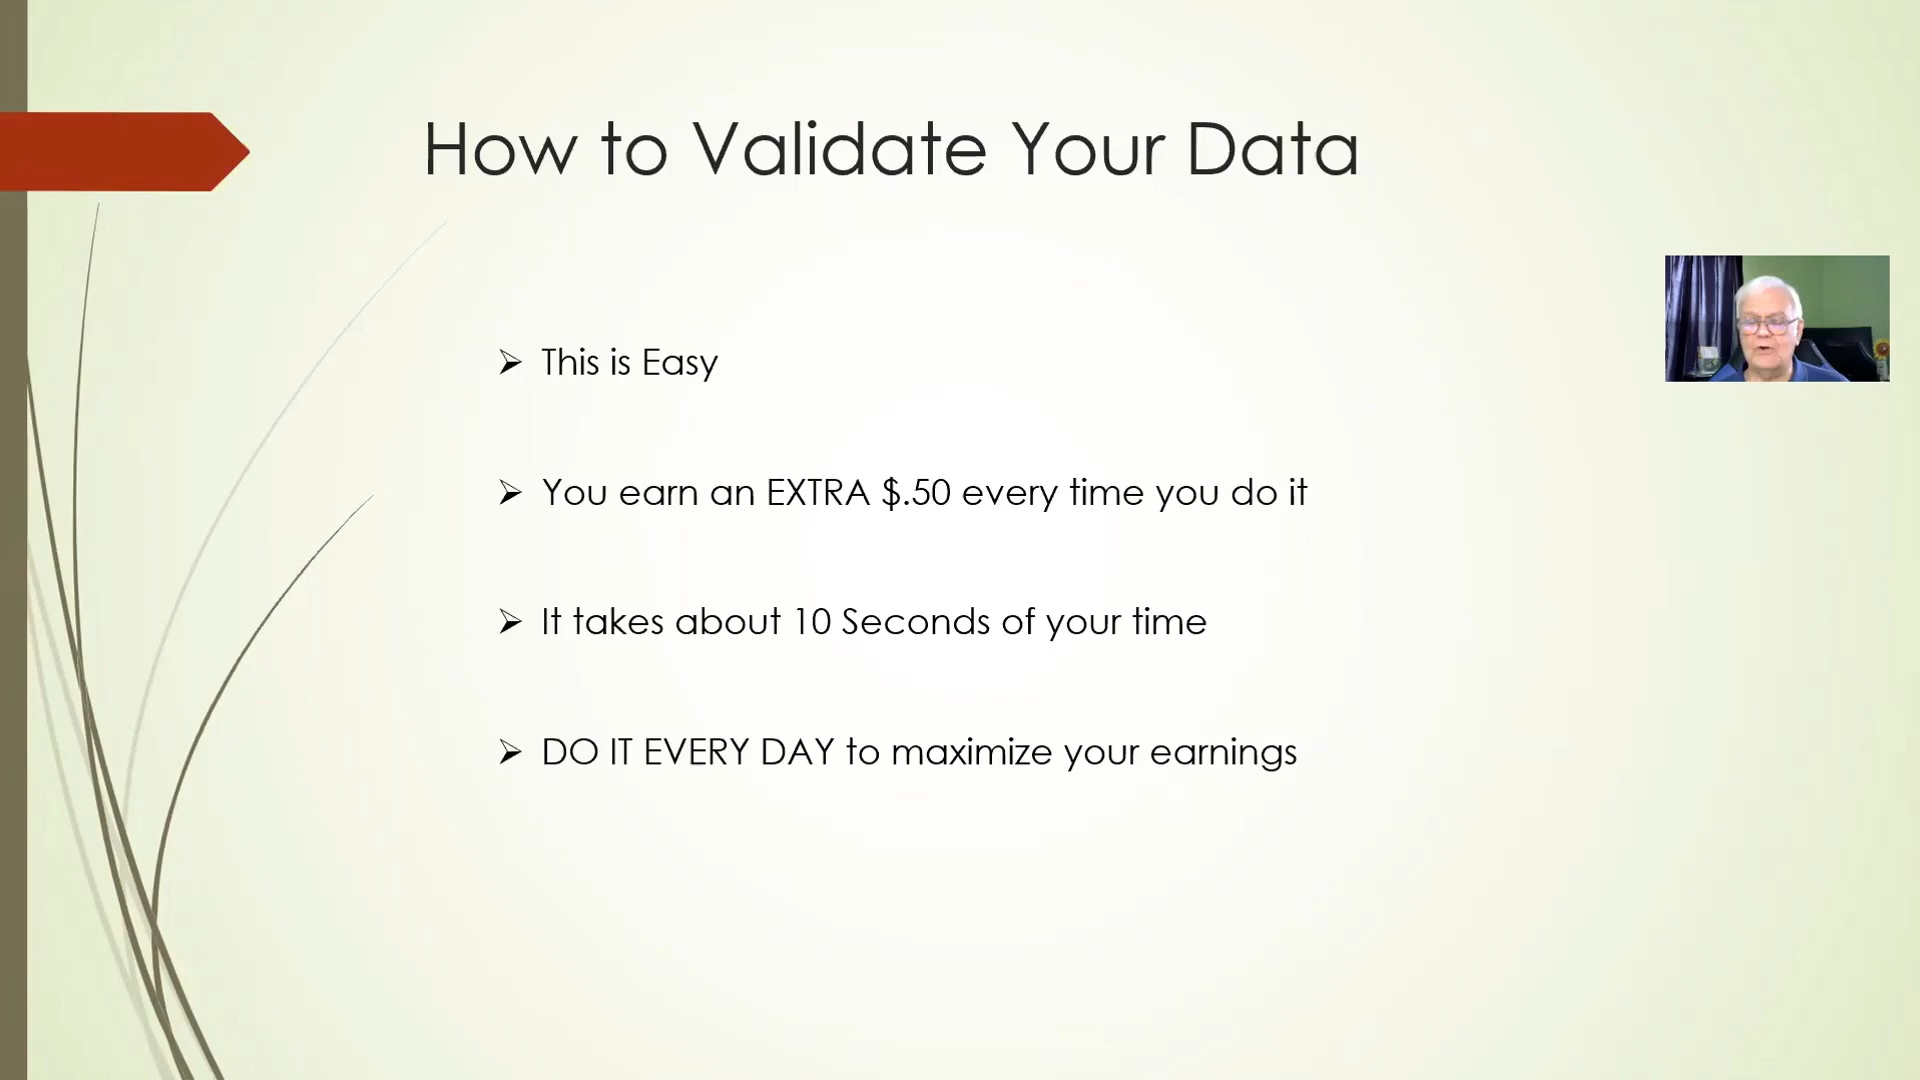 How to Validate Your Data
This is Easy
You earn an EXTRA $.50 every time you do it
It takes about 10 Seconds of your time
DO IT EVERY DAY to maximize your earnings